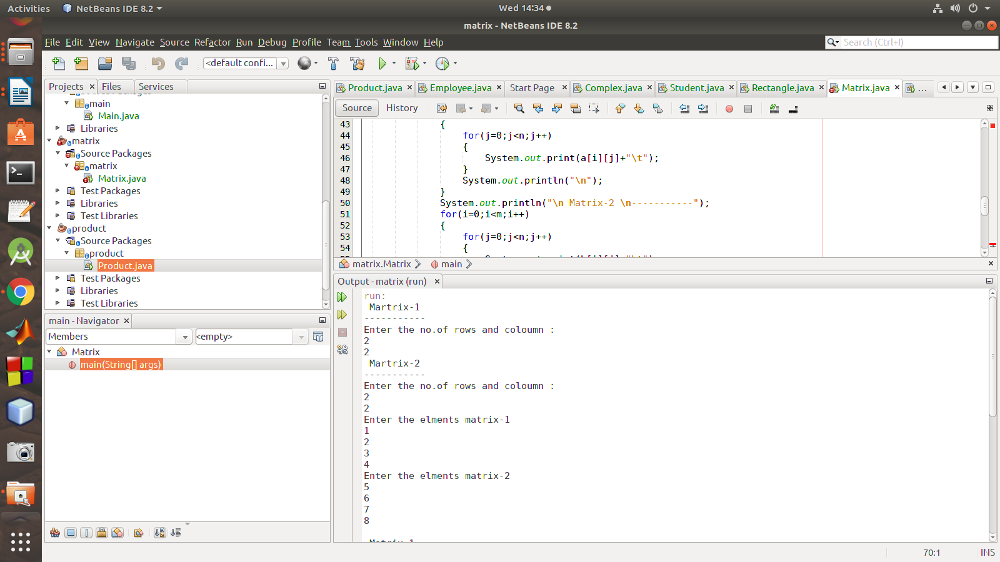 Activities NetBeans IDE 8.2 Wed 14:34
matrix - NetBeans IDE 8.2
File Edit View Navigate Source Refactor Run Debug Profile Team Tools Window Help Search (Ctrl+I)
<default confi...
Projects Files Services
main
Main.java
Libraries
matrix
Source Packages
matrix
Matrix.java
Test Packages
Libraries
Test Libraries
product
Source Packages
product
Product.java
Test Packages
Libraries
Test Libraries
main - Navigator
Members <empty>
Matrix
main(String[] args)
Product.java Employee.java Start Page Complex.java Student.java Rectangle.java Matrix.java ...
Source History
43 {
44 for(j=0;j<n;j++)
45 {
46 System.out.print(a[i][j]+"\t");
47 }
48 System.out.println("\n");
49 }
50 System.out.println("\n Matrix-2 \n-----------");
51 for(i=0;i<m;i++)
52 {
53 for(j=0;j<n;j++)
54 {
matrix.Matrix main
Output - matrix (run)
run:
Martrix-1
-----------
Enter the no.of rows and coloumn :
2
2
Martrix-2
-----------
Enter the no.of rows and coloumn :
2
2
Enter the elments matrix-1
1
2
3
4
Enter the elments matrix-2
5
6
7
8
70:1 INS